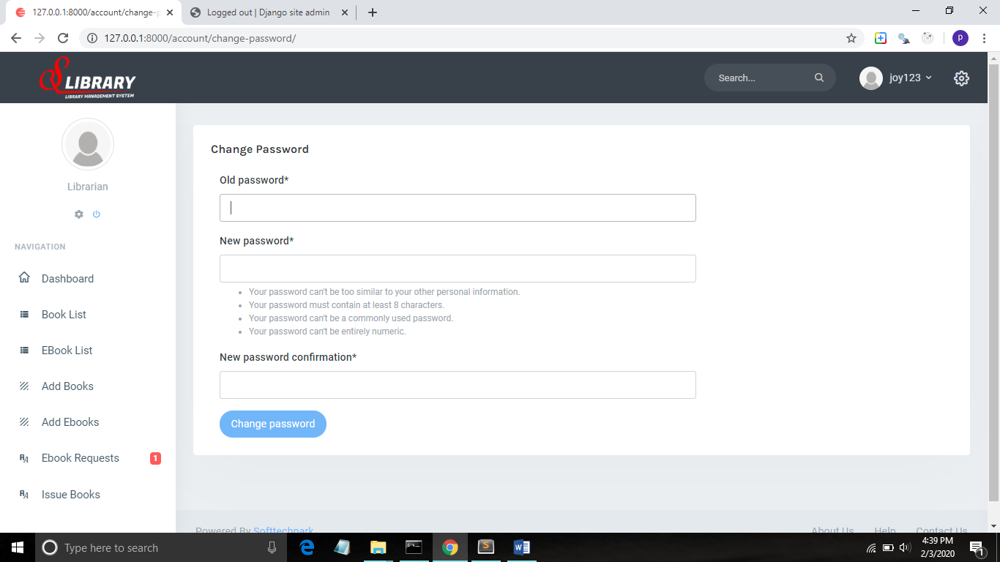 127.0.0.1:8000/account/change-p
Logged out | Django site admin
127.0.0.1:8000/account/change-password/
P
S
LIBRARY
LIBRARY MANAGEMENT SYSTEM
Search...
joy123
Librarian
NAVIGATION
Dashboard
Book List
EBook List
Add Books
Add Ebooks
Ebook Requests
1
Issue Books
Change Password
Old password*
New password*
Your password can't be too similar to your other personal information.
Your password must contain at least 8 characters.
Your password can't be a commonly used password.
Your password can't be entirely numeric.
New password confirmation*
Change password
Powered By Softtechpark
About Us
Help
Contact Us
Type here to search
4:39 PM
2/3/2020
1